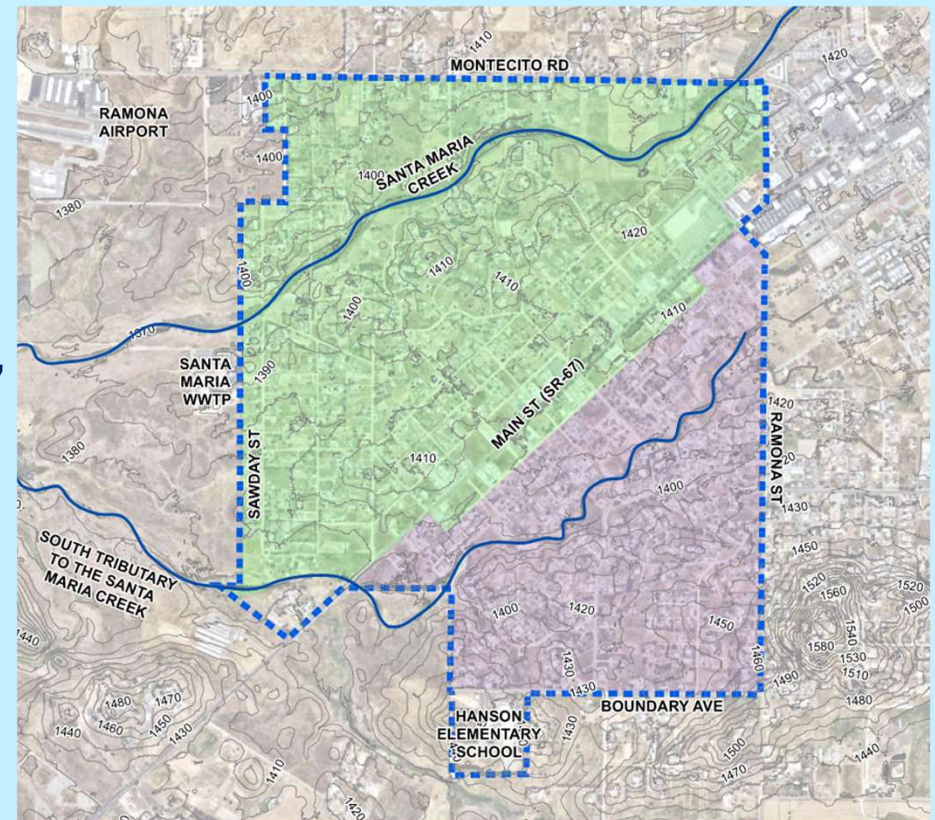 1410
1420
MONTECITO RD
1400
RAMONA
AIRPORT
1400
SANTA MARIA
CREEK
1400
1380
1420
1400
1410
1410
1400
1410
1370
SANTA
MARIA
WWTP
1390
MAIN ST (SR-67)
1420
RAMONA ST
SAWDAY ST
1410
1380
1400
1430
SOUTH TRIBUTARY
TO THE SANTA
MARIA CREEK
1450
1520
1560
1520
1500
1400
1420
1450
1540
1580
1440
1430
1460
1530
1510
1490
1480
1470
1480
1430
BOUNDARY AVE
1460
1450
1440
1430
HANSON
ELEMENTARY
SCHOOL
1430
1500
1440
1470
1410
1420